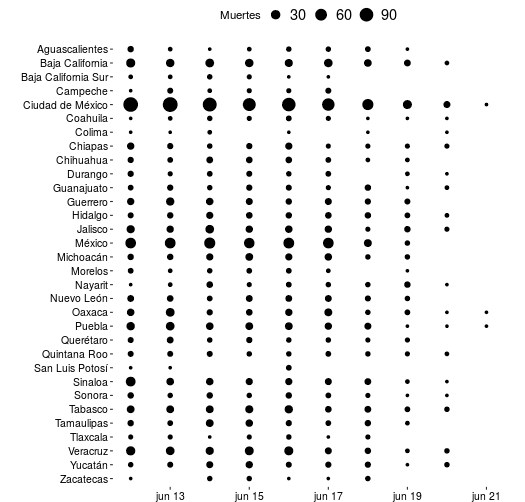 Muertes 30 60 90
Aguascalientes
Baja California
Baja California Sur
Campeche
Ciudad de México
Coahuila
Colima
Chiapas
Chihuahua
Durango
Guanajuato
Guerrero
Hidalgo
Jalisco
México
Michoacán
Morelos
Nayarit
Nuevo León
Oaxaca
Puebla
Querétaro
Quintana Roo
San Luis Potosí
Sinaloa
Sonora
Tabasco
Tamaulipas
Tlaxcala
Veracruz
Yucatán
Zacatecas
jun 13 jun 15 jun 17 jun 19 jun 21